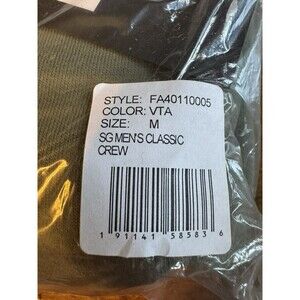 STYLE: FA40110005
COLOR: VTA
SIZE: M
SG MEN'S CLASSIC
CREW
1 91141 58583 6